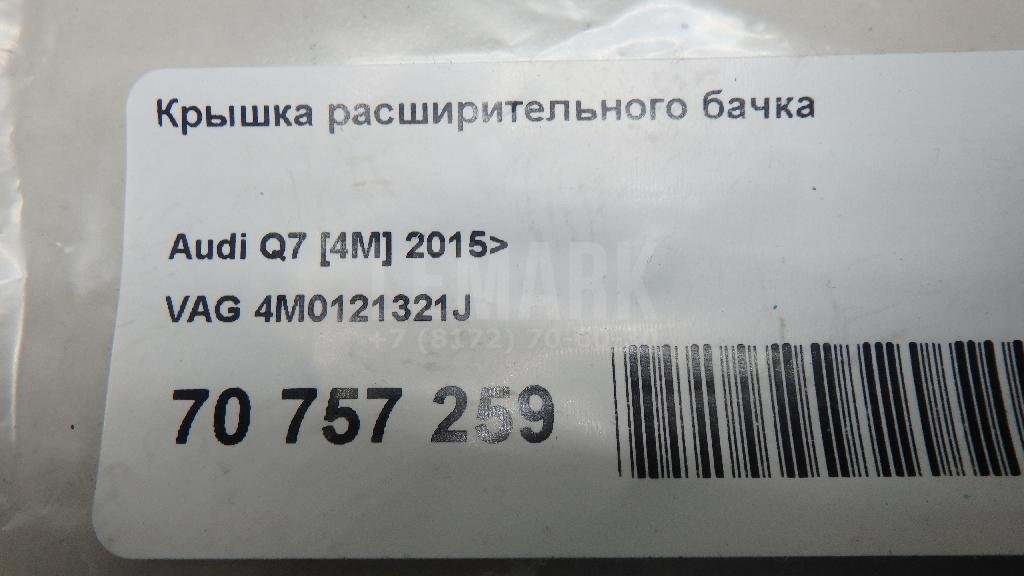 Крышка расширительного бачка
Audi Q7 [4M] 2015>
VAG 4M0121321J
70 757 259